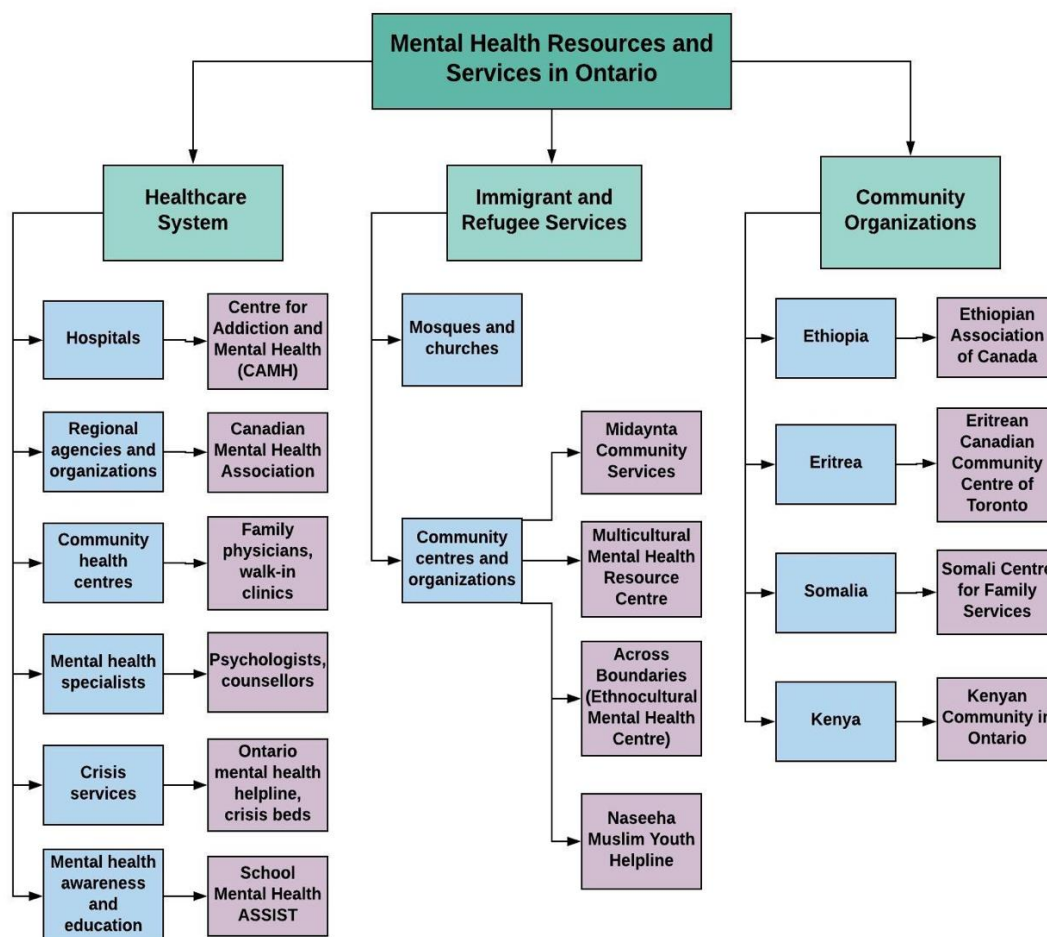 Mental Health Resources and
Services in Ontario
Healthcare
System
Immigrant and
Refugee Services
Community
Organizations
Hospitals
Centre for
Addiction and
Mental Health
(CAMH)
Regional
agencies and
organizations
Canadian
Mental Health
Association
Community
health
centres
Family
physicians,
walk-in
clinics
Mental health
specialists
Psychologists,
counsellors
Crisis
services
Ontario
mental health
helpline,
crisis beds
Mental health
awareness
and
education
School
Mental Health
ASSIST
Mosques and
churches
Community
centres and
organizations
Midaynta
Community
Services
Multicultural
Mental Health
Resource
Centre
Across
Boundaries
(Ethnocultural
Mental Health
Centre)
Naseeha
Muslim Youth
Helpline
Ethiopia
Ethiopian
Association
of Canada
Eritrea
Eritrean
Canadian
Community
Centre of
Toronto
Somalia
Somali Centre
for Family
Services
Kenya
Kenyan
Community in
Ontario